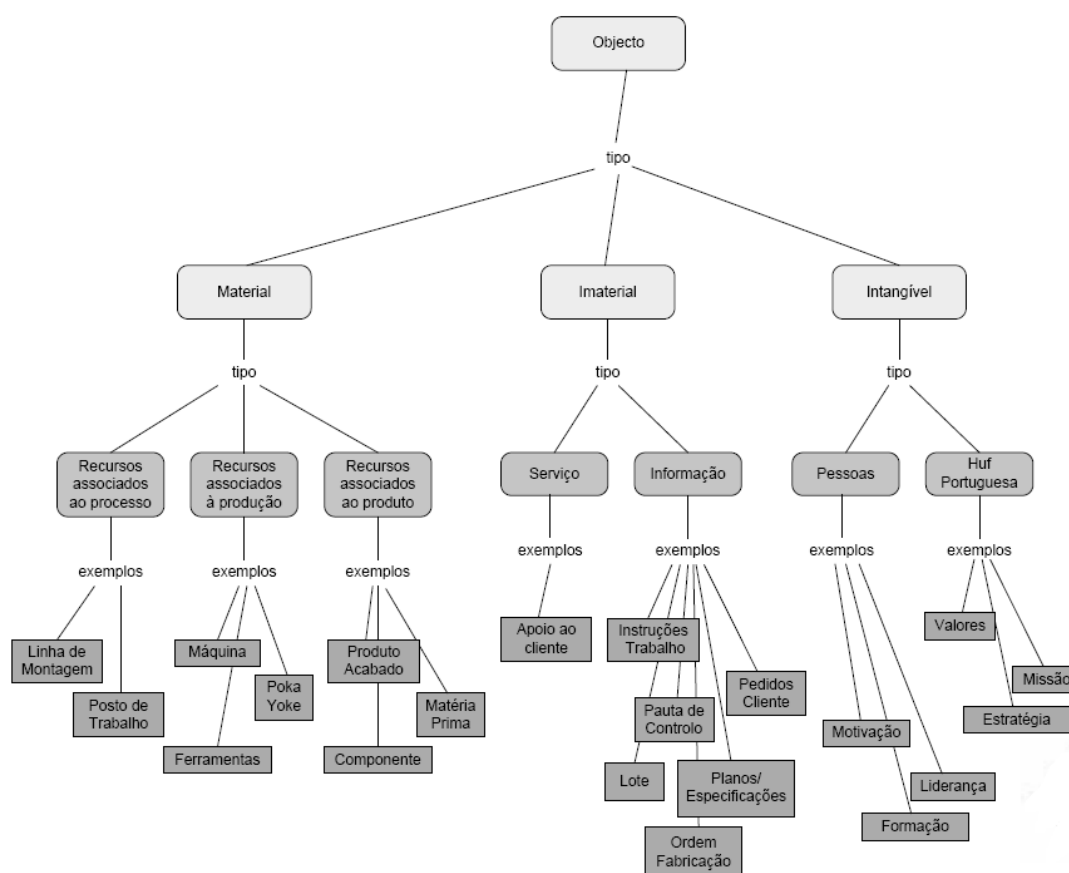 Objecto
tipo
Material
Imaterial
Intangível
tipo
tipo
tipo
Recursos
associados
ao processo
Recursos
associados
à produção
Recursos
associados
ao produto
Serviço
Informação
Pessoas
Huf
Portuguesa
exemplos
exemplos
exemplos
exemplos
exemplos
exemplos
exemplos
Linha de
Montagem
Posto de
Trabalho
Máquina
Ferramentas
Poka
Yoke
Produto
Acabado
Componente
Matéria
Prima
Apoio ao
cliente
Instruções
Trabalho
Pauta de
Controlo
Lote
Ordem
Fabricação
Planos/
Especificações
Pedidos
Cliente
Motivação
Formação
Liderança
Valores
Estratégia
Missão